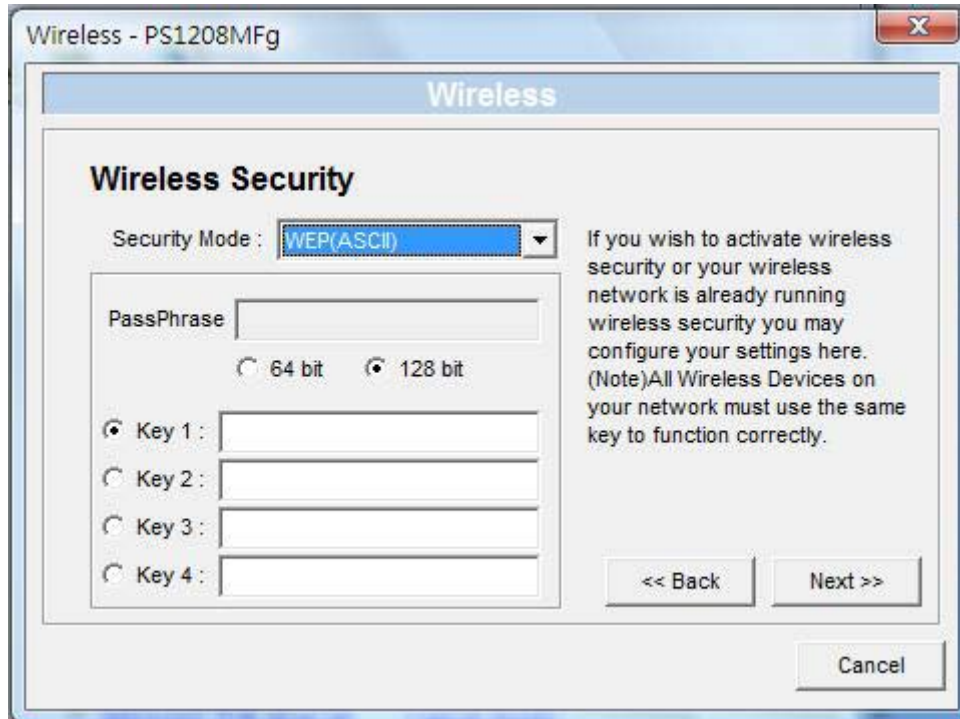 Wireless - PS1208MFg
Wireless
Wireless Security
Security Mode : WEP(ASCII)
PassPhrase
64 bit 128 bit
Key 1 :
Key 2 :
Key 3 :
Key 4 :
If you wish to activate wireless
security or your wireless
network is already running
wireless security you may
configure your settings here.
(Note)All Wireless Devices on
your network must use the same
key to function correctly.
<< Back Next >>
Cancel